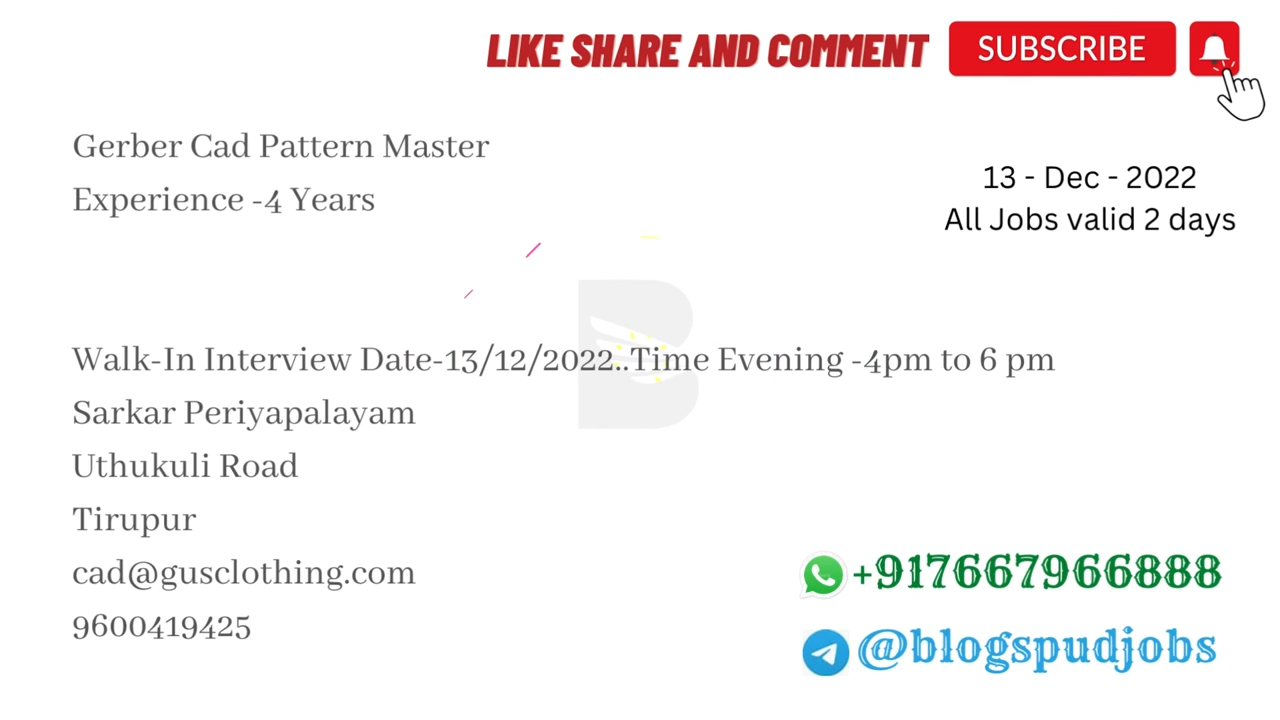 LIKE SHARE AND COMMENT
SUBSCRIBE
Gerber Cad Pattern Master
Experience -4 Years
13 - Dec - 2022
All Jobs valid 2 days
Walk-In Interview Date-13/12/2022..Time Evening -4pm to 6 pm
Sarkar Periyapalayam
Uthukuli Road
Tirupur
cad@gusclothing.com
9600419425
+917667966888
@blogspudjobs